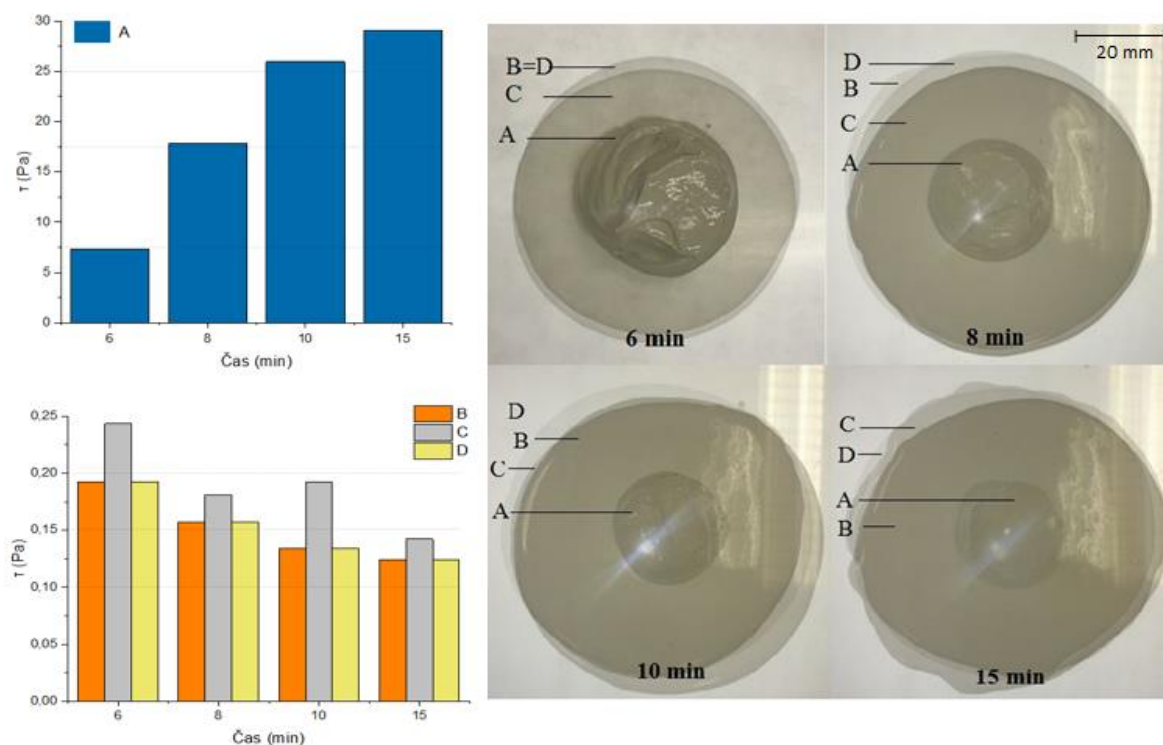 30
25
20
15
10
5
0
τ (Pa)
A
6 8 10 15
Čas (min)
0,25
0,20
0,15
0,10
0,05
0,00
τ (Pa)
B
C
D
6 8 10 15
Čas (min)
B=D
C
A
6 min
20 mm
D
B
C
A
8 min
D
B
C
A
10 min
C
D
A
B
15 min